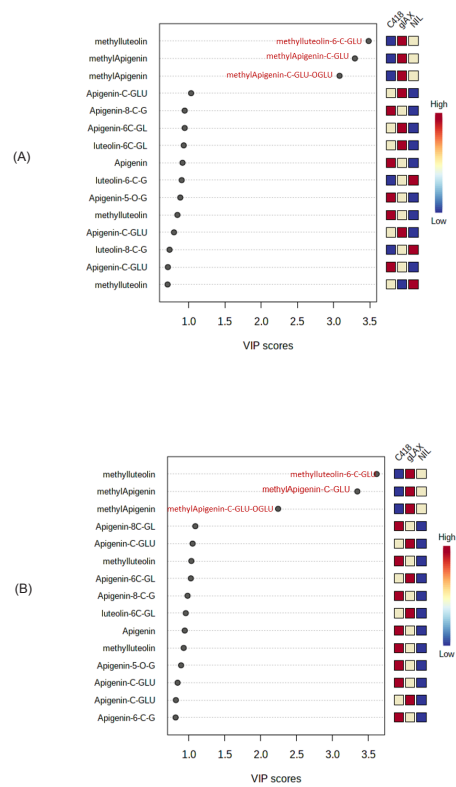 (A)
C418 glAX NIL
methylluteolin methylluteolin-6-C-GLU
methylApigenin methylApigenin-C-GLU
methylApigenin methylApigenin-C-GLU-OGLU
Apigenin-C-GLU
Apigenin-8-C-G
Apigenin-6C-GL
luteolin-6C-GL
Apigenin
luteolin-6-C-G
Apigenin-5-O-G
methylluteolin
Apigenin-C-GLU
luteolin-8-C-G
Apigenin-C-GLU
methylluteolin
High
Low
1.0 1.5 2.0 2.5 3.0 3.5
VIP scores
(B)
C418 gLAX NIL
methylluteolin methylluteolin-6-C-GLU
methylApigenin methylApigenin-C-GLU
methylApigenin methylApigenin-C-GLU-OGLU
Apigenin-8C-GL
Apigenin-C-GLU
methylluteolin
Apigenin-6C-GL
Apigenin-8-C-G
luteolin-6C-GL
Apigenin
methylluteolin
Apigenin-5-O-G
Apigenin-C-GLU
Apigenin-C-GLU
Apigenin-6-C-G
High
Low
1.0 1.5 2.0 2.5 3.0 3.5
VIP scores